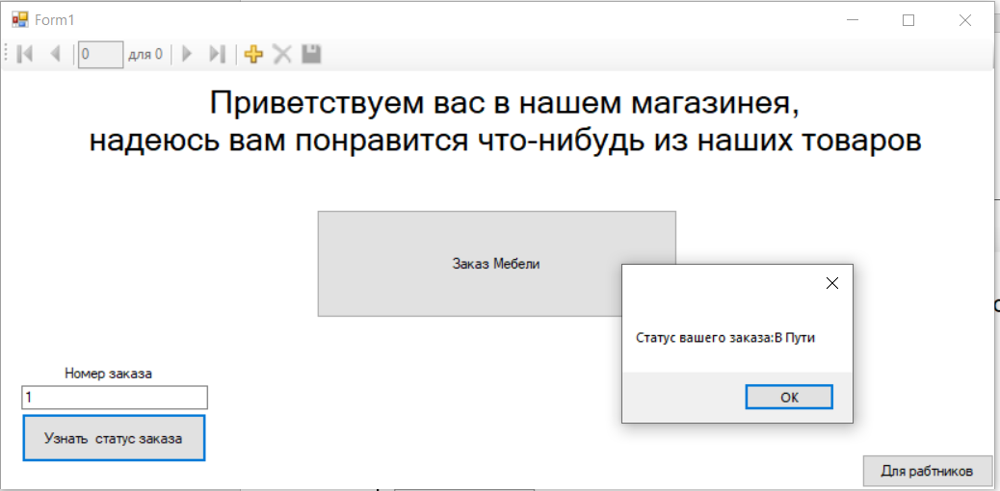 Form1
0 для 0
Приветствуем вас в нашем магазинея,
надеюсь вам понравится что-нибудь из наших товаров
Заказ Мебели
Статус вашего заказа:В Пути
OK
Номер заказа
1
Узнать статус заказа
Для рабтников